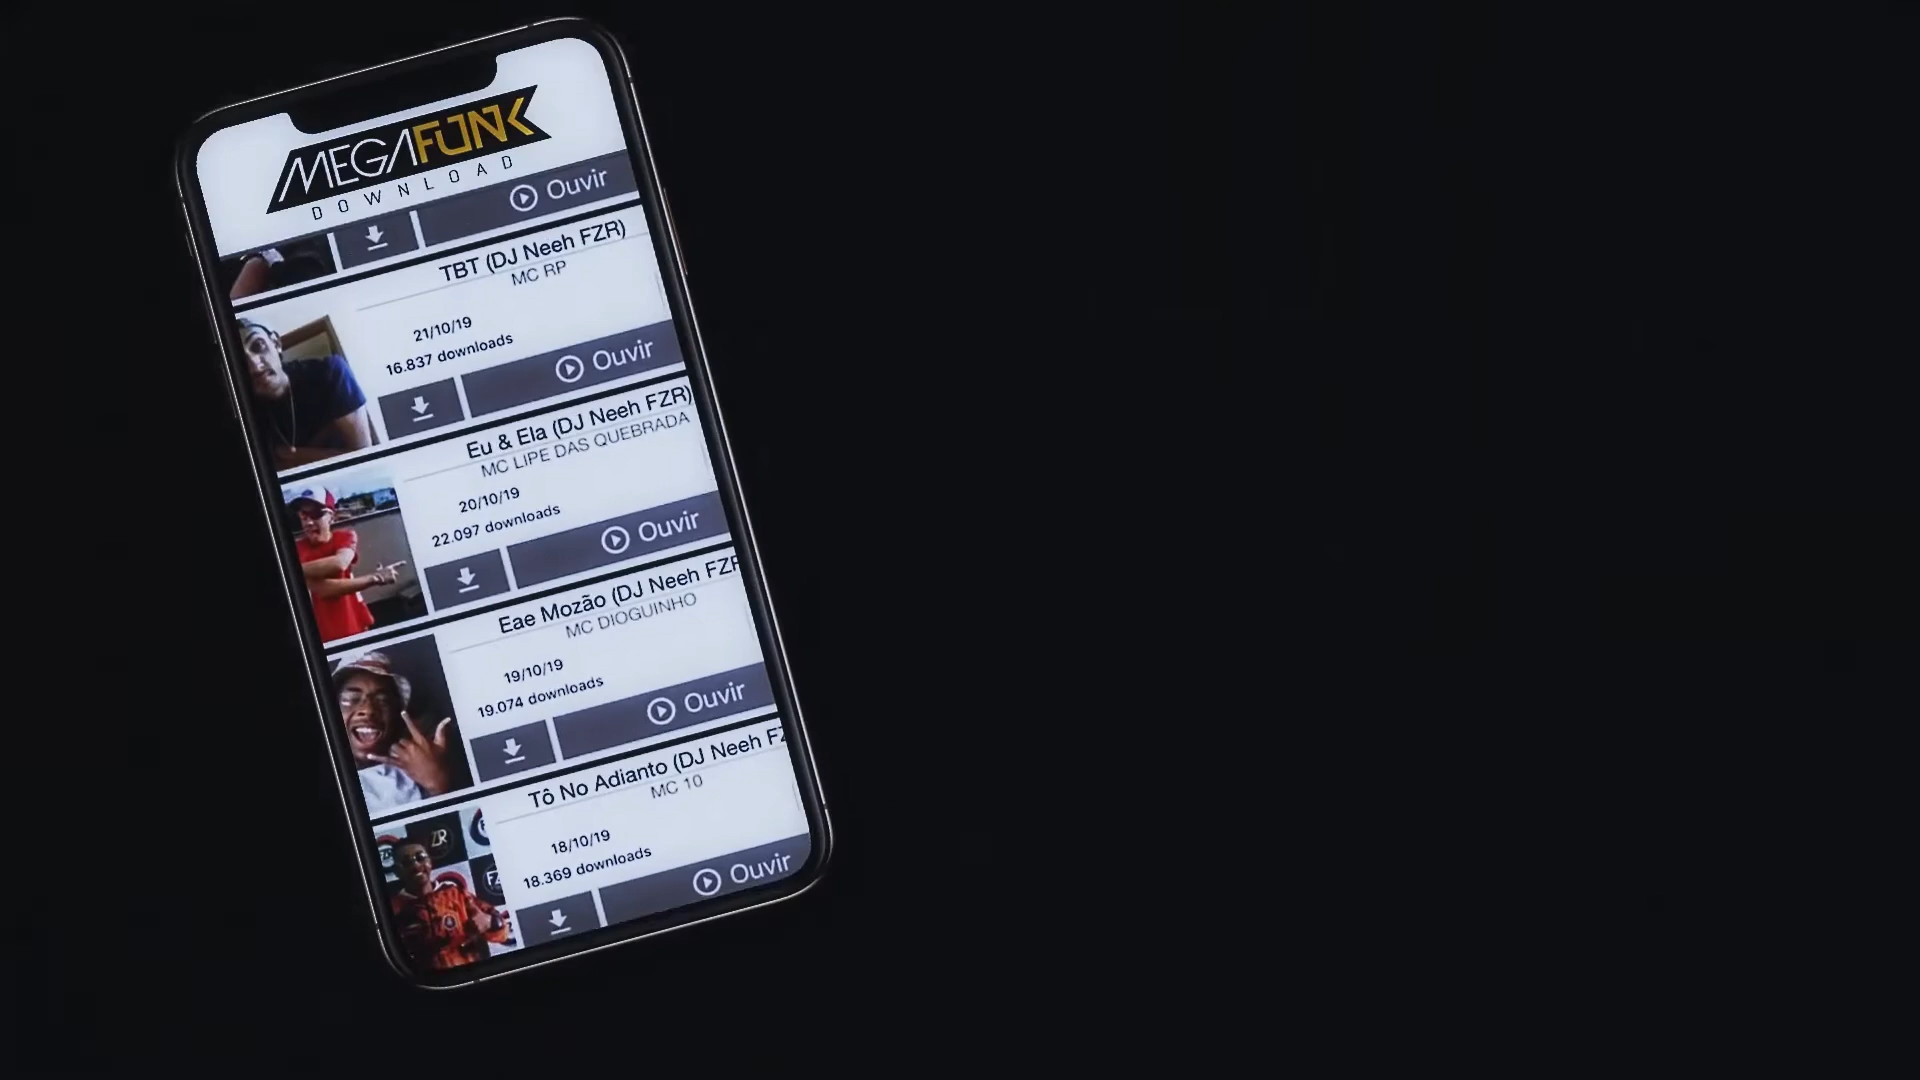 MEGAFUNK
DOWNLOAD
Ouvir
TBT (DJ Neeh FZR)
MC RP
21/10/19
16.837 downloads
Ouvir
Eu & Ela (DJ Neeh FZR)
MC LIPE DAS QUEBRADA
20/10/19
22.097 downloads
Ouvir
Eae Mozão (DJ Neeh FZR
MC DIOGUINHO
19/10/19
19.074 downloads
Ouvir
Tô No Adianto (DJ Neeh FZ
MC 10
18/10/19
18.369 downloads
Ouvir